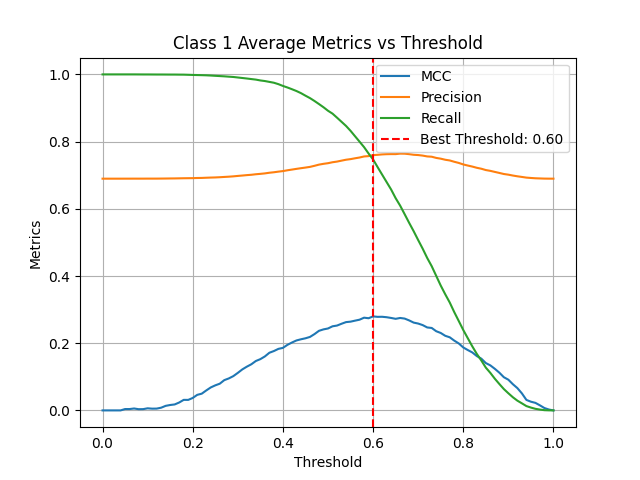 Class 1 Average Metrics vs Threshold
1.0
0.8
0.6
0.4
0.2
0.0
Metrics
MCC
Precision
Recall
Best Threshold: 0.60
0.0 0.2 0.4 0.6 0.8 1.0
Threshold